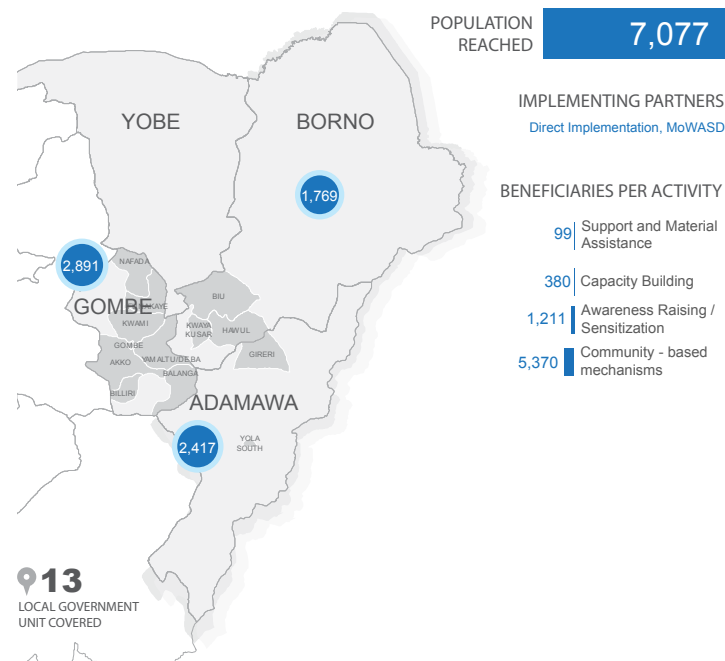 POPULATION
REACHED
7,077
IMPLEMENTING PARTNERS
Direct Implementation, MoWASD
BENEFICIARIES PER ACTIVITY
99 Support and Material
Assistance
380 Capacity Building
1,211 Awareness Raising /
Sensitization
5,370 Community - based
mechanisms
YOBE
BORNO
1,769
2,891
NAFADA
GOMBE
KWAMI
BIU
KWAYA
KUSAR
HAWUL
GOMBE
AKKO
YAMALTU/DEBA
BALANGA
GIRERI
BILLIRI
ADAMAWA
2,417
YOLA
SOUTH
13
LOCAL GOVERNMENT
UNIT COVERED